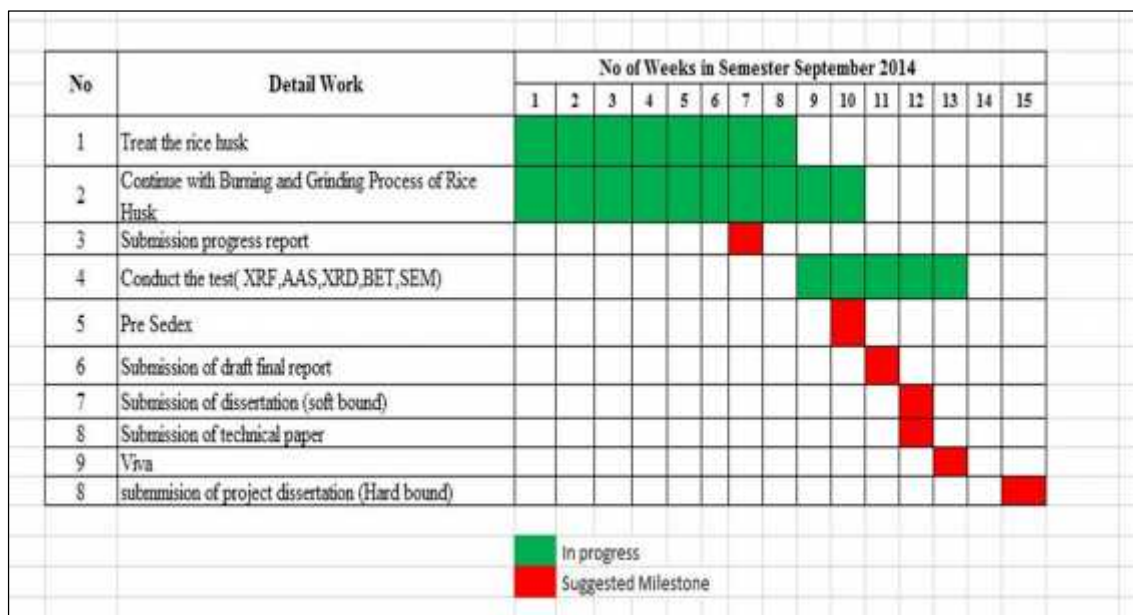 No Detail Work No of Weeks in Semester September 2014
1 2 3 4 5 6 7 8 9 10 11 12 13 14 15
1 Treat the rice husk
2 Continue with Burning and Grinding Process of Rice
Husk
3 Submission progress report
4 Conduct the test( XRF,AAS,XRD,BET,SEM)
5 Pre Sedex
6 Submission of draft final report
7 Submission of dissertation (soft bound)
8 Submission of technical paper
9 Viva
8 submmision of project dissertation (Hard bound)
In progress
Suggested Milestone